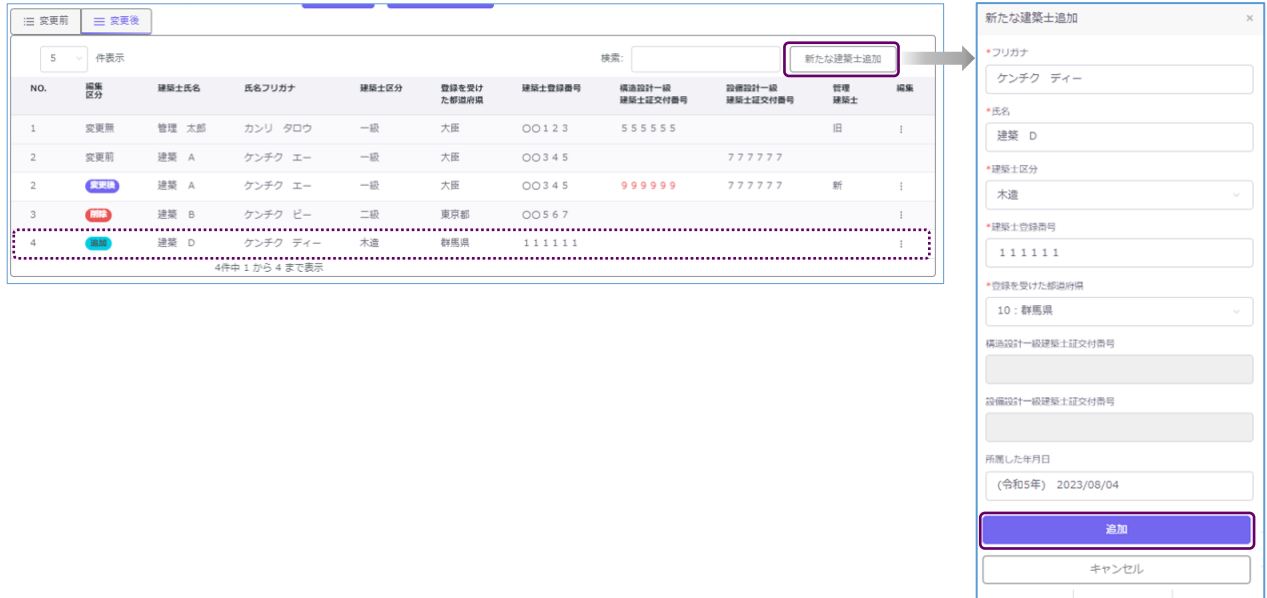 変更前 変更後
5 件表示 検索: 新たな建築士追加
NO. 編集区分 建築士氏名 氏名フリガナ 建築士区分 登録を受けた都道府県 建築士登録番号 構造設計一級建築士証交付番号 設備設計一級建築士証交付番号 管理建築士 編集
1 変更無 管理 太郎 カンリ タロウ 一級 大臣 〇〇１２３ ５５５５５５ 旧
2 変更前 建築 A ケンチク エー 一級 大臣 〇〇３４５ ７７７７７７
2 変更後 建築 A ケンチク エー 一級 大臣 〇〇３４５ ９９９９９９ ７７７７７７ 新
3 削除 建築 B ケンチク ビー 二級 東京都 〇〇５６７
4 追加 建築 D ケンチク ディー 木造 群馬県 １１１１１１
4件中 1 から 4 まで表示
新たな建築士追加 ×
*フリガナ
ケンチク ディー
*氏名
建築 D
*建築士区分
木造
*建築士登録番号
１１１１１１
*登録を受けた都道府県
10：群馬県
構造設計一級建築士証交付番号
設備設計一級建築士証交付番号
所属した年月日
(令和5年) 2023/08/04
追加
キャンセル